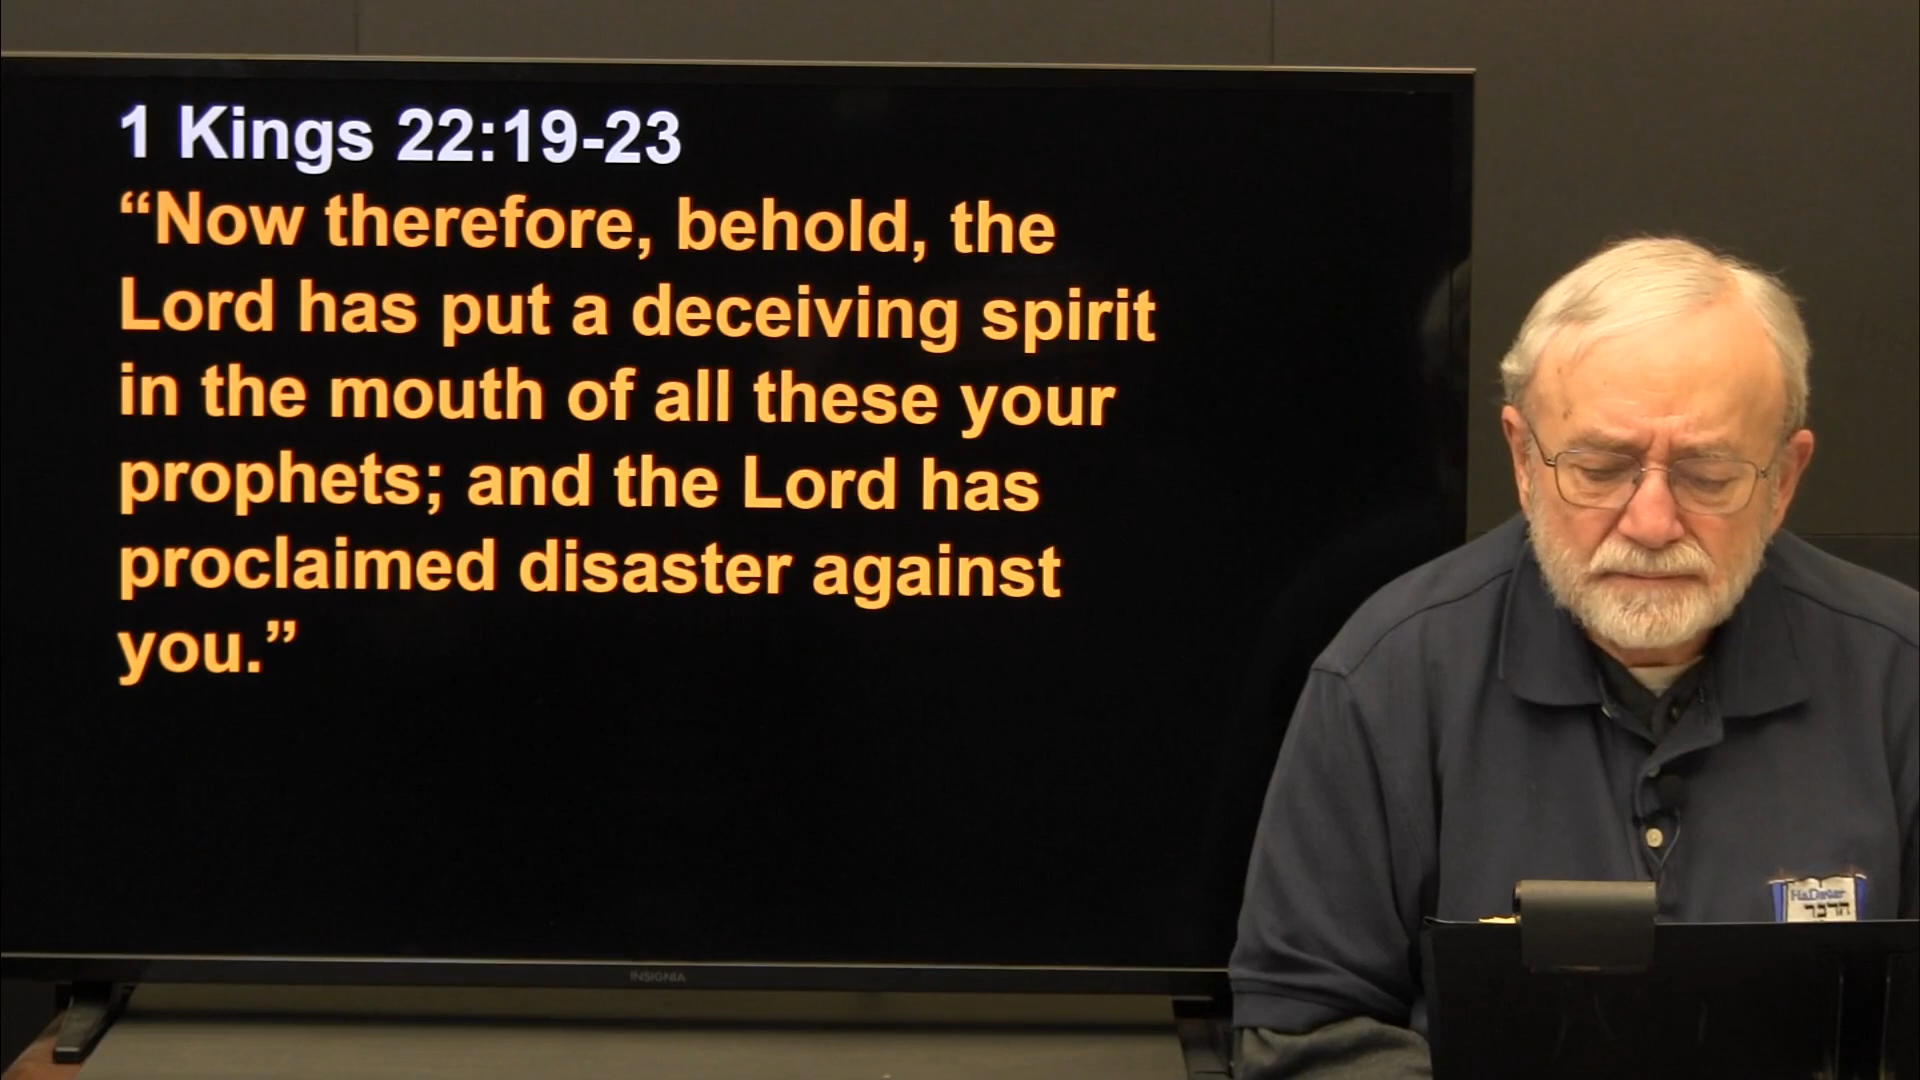 1 Kings 22:19-23
“Now therefore, behold, the
Lord has put a deceiving spirit
in the mouth of all these your
prophets; and the Lord has
proclaimed disaster against
you.”
INSIGNIA
HaDavar
הדבר